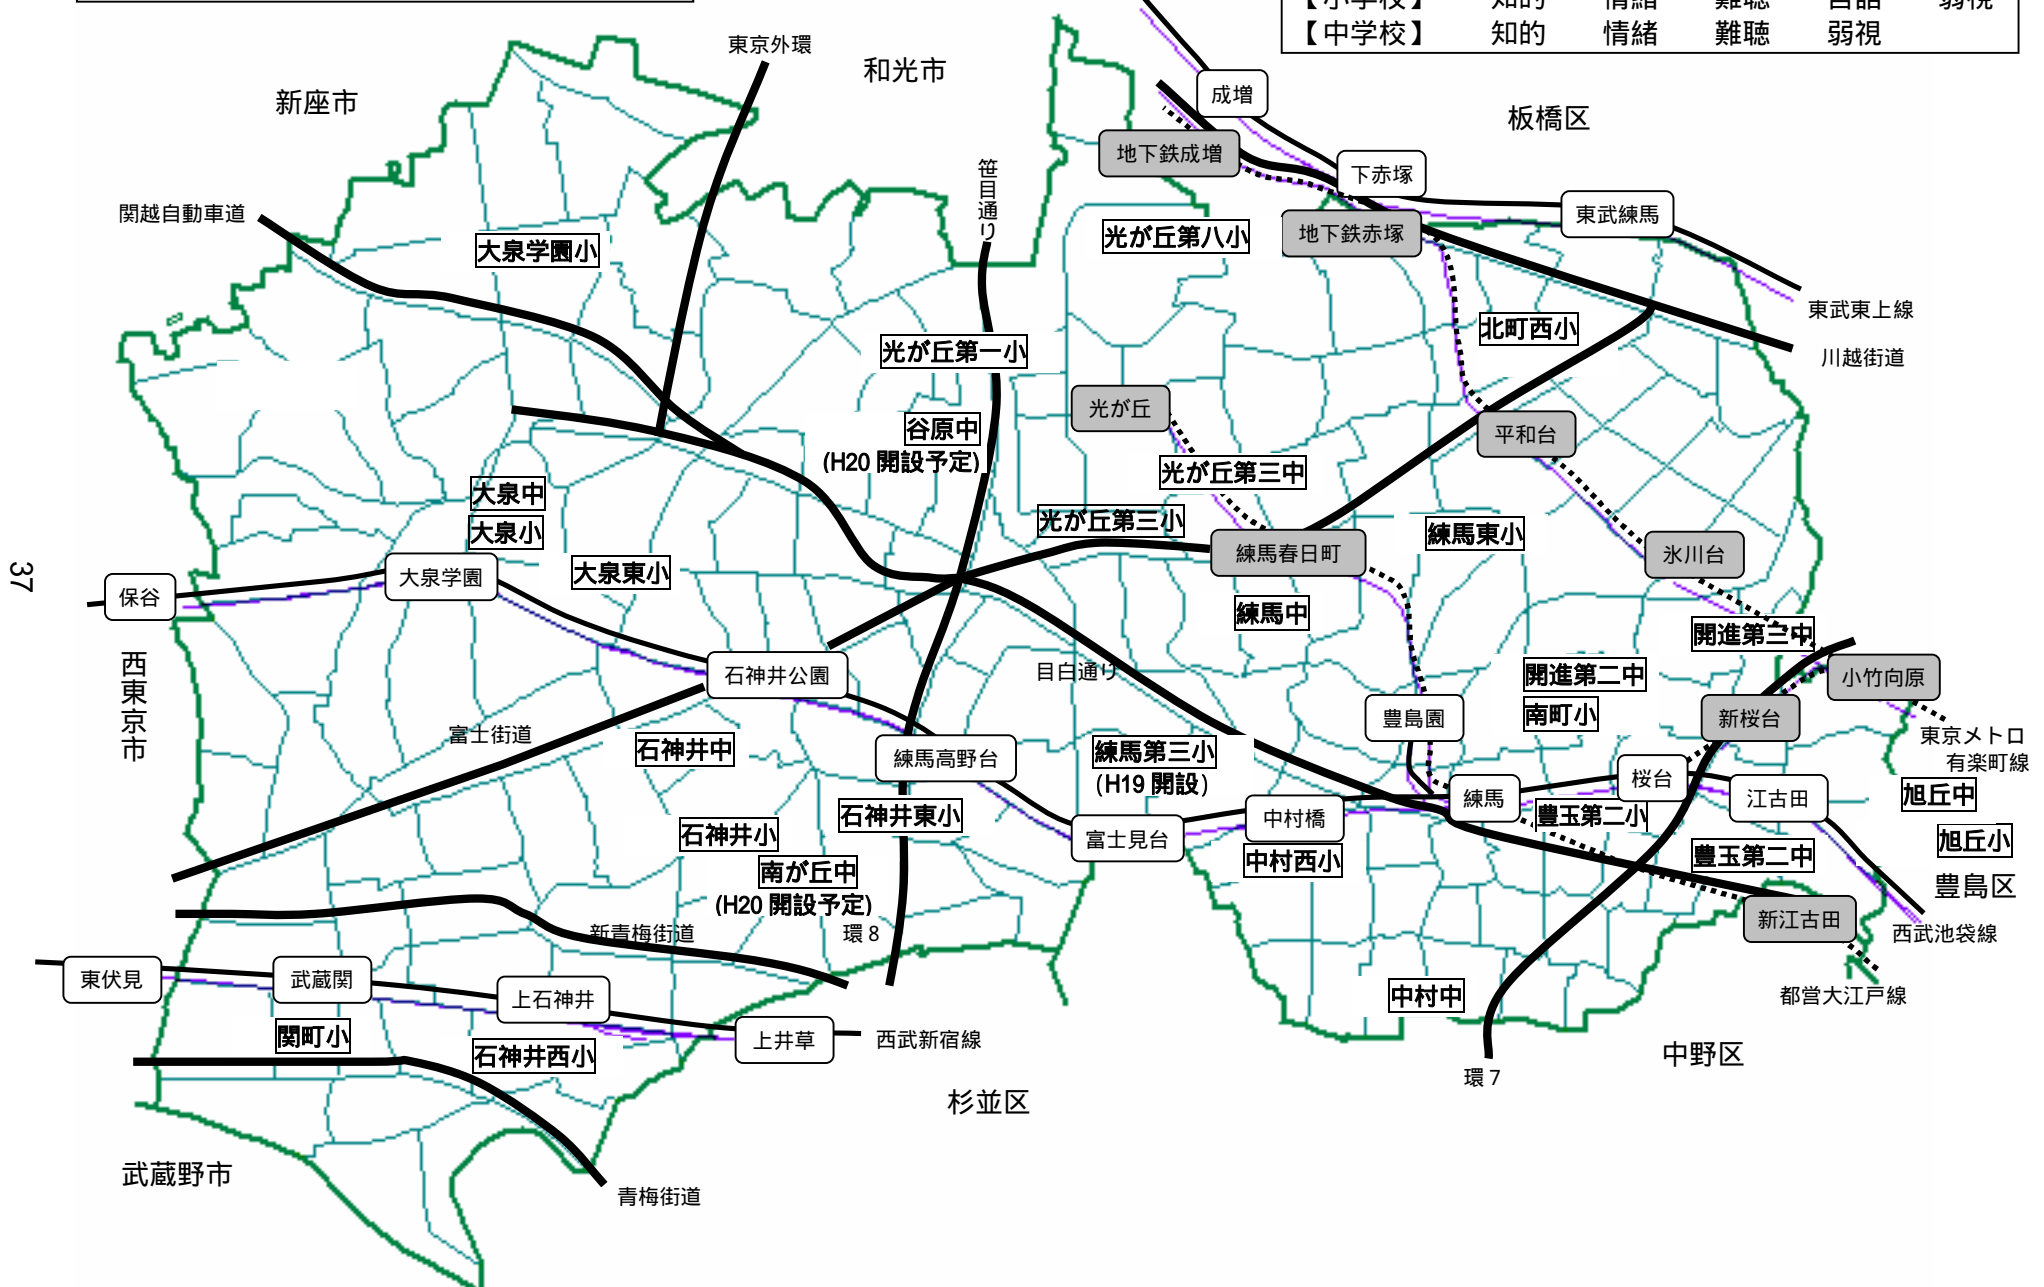 【小学校】 知的 情緒 難聴 言語 弱視
【中学校】 知的 情緒 難聴 弱視
東京外環
和光市
新座市
成増
板橋区
地下鉄成増
下赤塚
笹目通り
関越自動車道
東武練馬
大泉学園小
光が丘第八小
地下鉄赤塚
東武東上線
北町西小
光が丘第一小
川越街道
光が丘
谷原中
(H20 開設予定)
平和台
光が丘第三中
大泉中
光が丘第三小
大泉小
練馬東小
練馬春日町
氷川台
大泉東小
大泉学園
37
保谷
練馬中
開進第三中
西東京市
石神井公園
目白通り
開進第二中
小竹向原
南町小
豊島園
新桜台
富士街道
東京メトロ
有楽町線
石神井中
練馬高野台
練馬第三小
(H19 開設)
桜台
練馬
江古田
旭丘中
石神井東小
中村橋
豊玉第二小
石神井小
富士見台
旭丘小
中村西小
豊玉第二中
南が丘中
(H20 開設予定)
豊島区
新江古田
新青梅街道
環8
西武池袋線
東伏見
武蔵関
上石神井
中村中
都営大江戸線
関町小
上井草
西武新宿線
石神井西小
中野区
環7
杉並区
武蔵野市
青梅街道